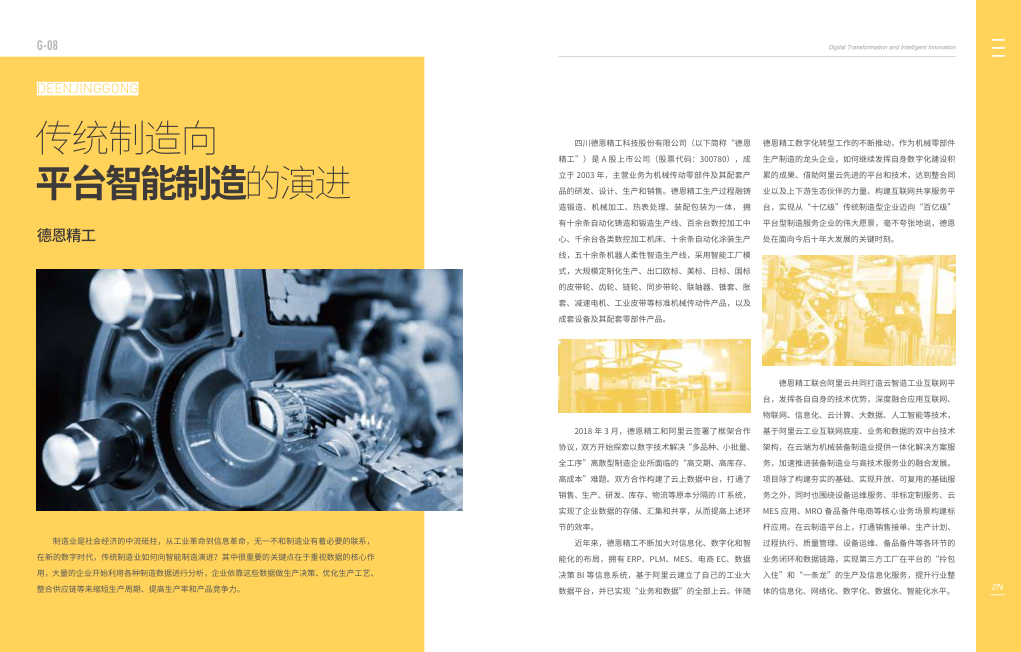 G-08
Digital Transformation and Intelligent Innovation
DEENJINGGONG
传统制造向
平台智能制造的演进
德恩精工
制造业是社会经济的中流砥柱，从工业革命到信息革命，无一不和制造业有着必要的联系，
在新的数字时代，传统制造业如何向智能制造演进？其中很重要的关键点在于重视数据的核心作
用，大量的企业开始利用各种制造数据进行分析，企业依靠这些数据做生产决策、优化生产工艺、
整合供应链等来缩短生产周期、提高生产率和产品竞争力。
四川德恩精工科技股份有限公司（以下简称“德恩
精工”）是 A 股上市公司（股票代码：300780），成
立于 2003 年，主营业务为机械传动零部件及其配套产
品的研发、设计、生产和销售。德恩精工生产过程融铸
造锻造、机械加工、热表处理、装配包装为一体， 拥
有十余条自动化铸造和锻造生产线、百余台数控加工中
心、千余台各类数控加工机床、十余条自动化涂装生产
线，五十余条机器人柔性智造生产线，采用智能工厂模
式，大规模定制化生产、出口欧标、美标、日标、国标
的皮带轮、齿轮、链轮、同步带轮、联轴器、锥套、胀
套、减速电机、工业皮带等标准机械传动件产品，以及
成套设备及其配套零部件产品。
2018 年 3 月，德恩精工和阿里云签署了框架合作
协议，双方开始探索以数字技术解决“多品种、小批量、
全工序”离散型制造企业所面临的“高交期、高库存、
高成本”难题。双方合作构建了云上数据中台，打通了
销售、生产、研发、库存、物流等原本分隔的 IT 系统，
实现了企业数据的存储、汇集和共享，从而提高上述环
节的效率。
近年来，德恩精工不断加大对信息化、数字化和智
能化的布局，拥有 ERP、PLM、MES、电商 EC、数据
决策 BI 等信息系统，基于阿里云建立了自己的工业大
数据平台，并已实现“业务和数据”的全部上云。伴随
德恩精工数字化转型工作的不断推动，作为机械零部件
生产制造的龙头企业，如何继续发挥自身数字化建设积
累的成果、借助阿里云先进的平台和技术，达到整合同
业以及上下游生态伙伴的力量、构建互联网共享服务平
台，实现从“十亿级”传统制造型企业迈向“百亿级”
平台型制造服务企业的伟大愿景，毫不夸张地说，德恩
处在面向今后十年大发展的关键时刻。
德恩精工联合阿里云共同打造云智造工业互联网平
台，发挥各自自身的技术优势，深度融合应用互联网、
物联网、信息化、云计算、大数据、人工智能等技术，
基于阿里云工业互联网底座、业务和数据的双中台技术
架构，在云端为机械装备制造业提供一体化解决方案服
务，加速推进装备制造业与高技术服务业的融合发展。
项目除了构建夯实的基础、实现开放、可复用的基础服
务之外，同时也围绕设备运维服务、非标定制服务、云
MES 应用、MRO 备品备件电商等核心业务场景构建标
杆应用。在云制造平台上，打通销售接单、生产计划、
过程执行、质量管理、设备运维、备品备件等各环节的
业务闭环和数据链路，实现第三方工厂在平台的“拎包
入住”和“一条龙”的生产及信息化服务，提升行业整
体的信息化、网络化、数字化、数据化、智能化水平。